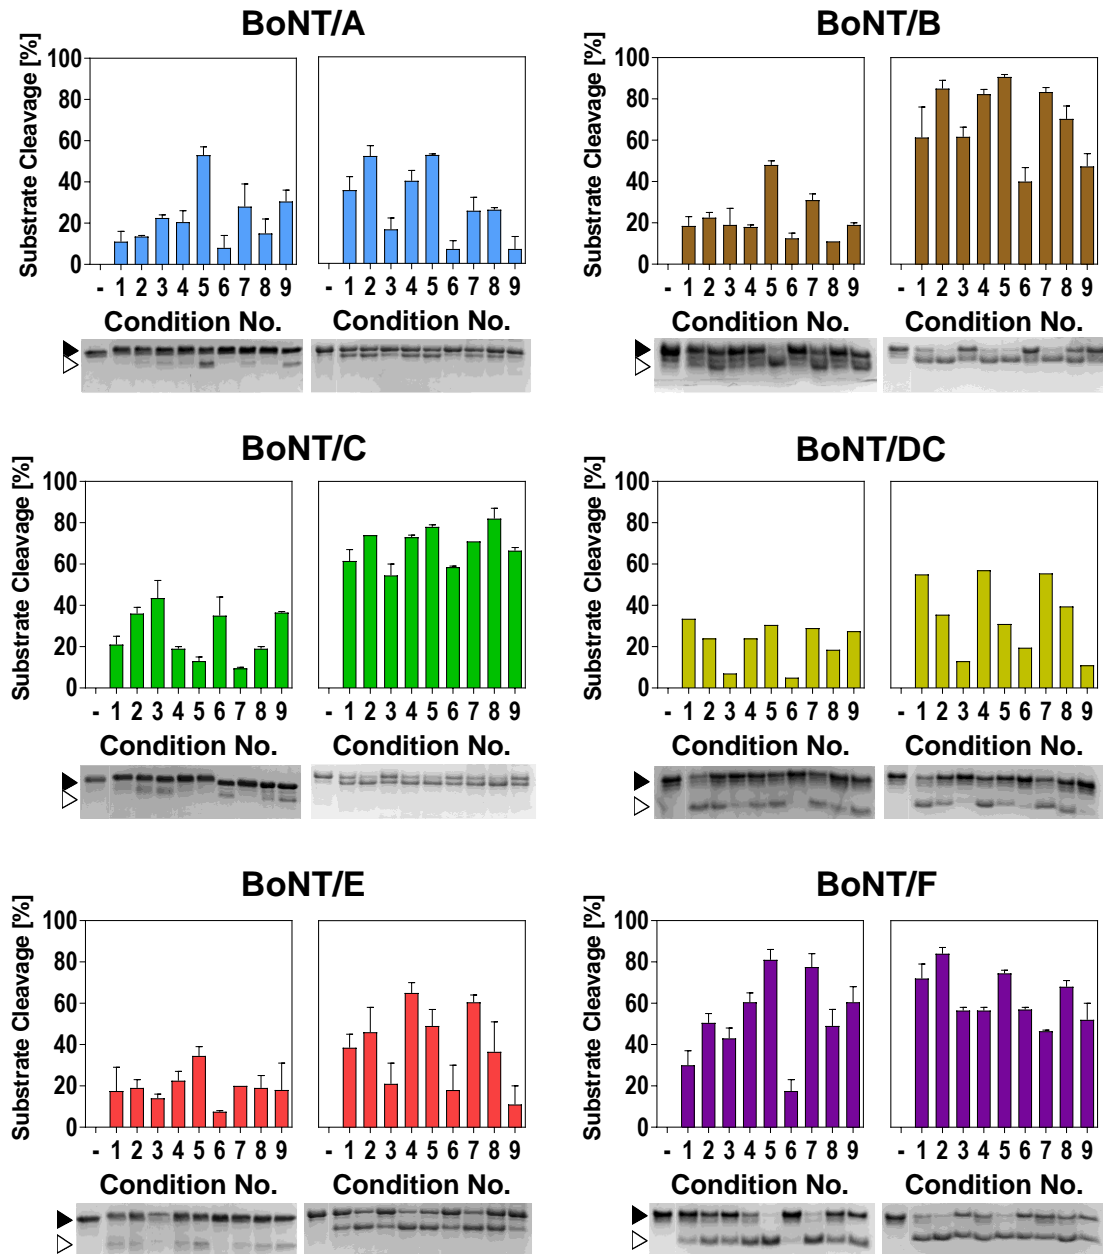 BoNT/A
BoNT/B
Substrate Cleavage [%]
100
80
60
40
20
0
- 1 2 3 4 5 6 7 8 9
1 2 3 4 5 6 7 8 9
Condition No.
Condition No.
Substrate Cleavage [%]
100
80
60
40
20
0
- 1 2 3 4 5 6 7 8 9
- 1 2 3 4 5 6 7 8 9
Condition No.
Condition No.
BoNT/C
BoNT/DC
Substrate Cleavage [%]
100
80
60
40
20
0
- 1 2 3 4 5 6 7 8 9
- 1 2 3 4 5 6 7 8 9
Condition No.
Condition No.
Substrate Cleavage [%]
100
80
60
40
20
0
- 1 2 3 4 5 6 7 8 9
- 1 2 3 4 5 6 7 8 9
Condition No.
Condition No.
BoNT/E
BoNT/F
Substrate Cleavage [%]
100
80
60
40
20
0
- 1 2 3 4 5 6 7 8 9
- 1 2 3 4 5 6 7 8 9
Condition No.
Condition No.
Substrate Cleavage [%]
100
80
60
40
20
0
- 1 2 3 4 5 6 7 8 9
- 1 2 3 4 5 6 7 8 9
Condition No.
Condition No.